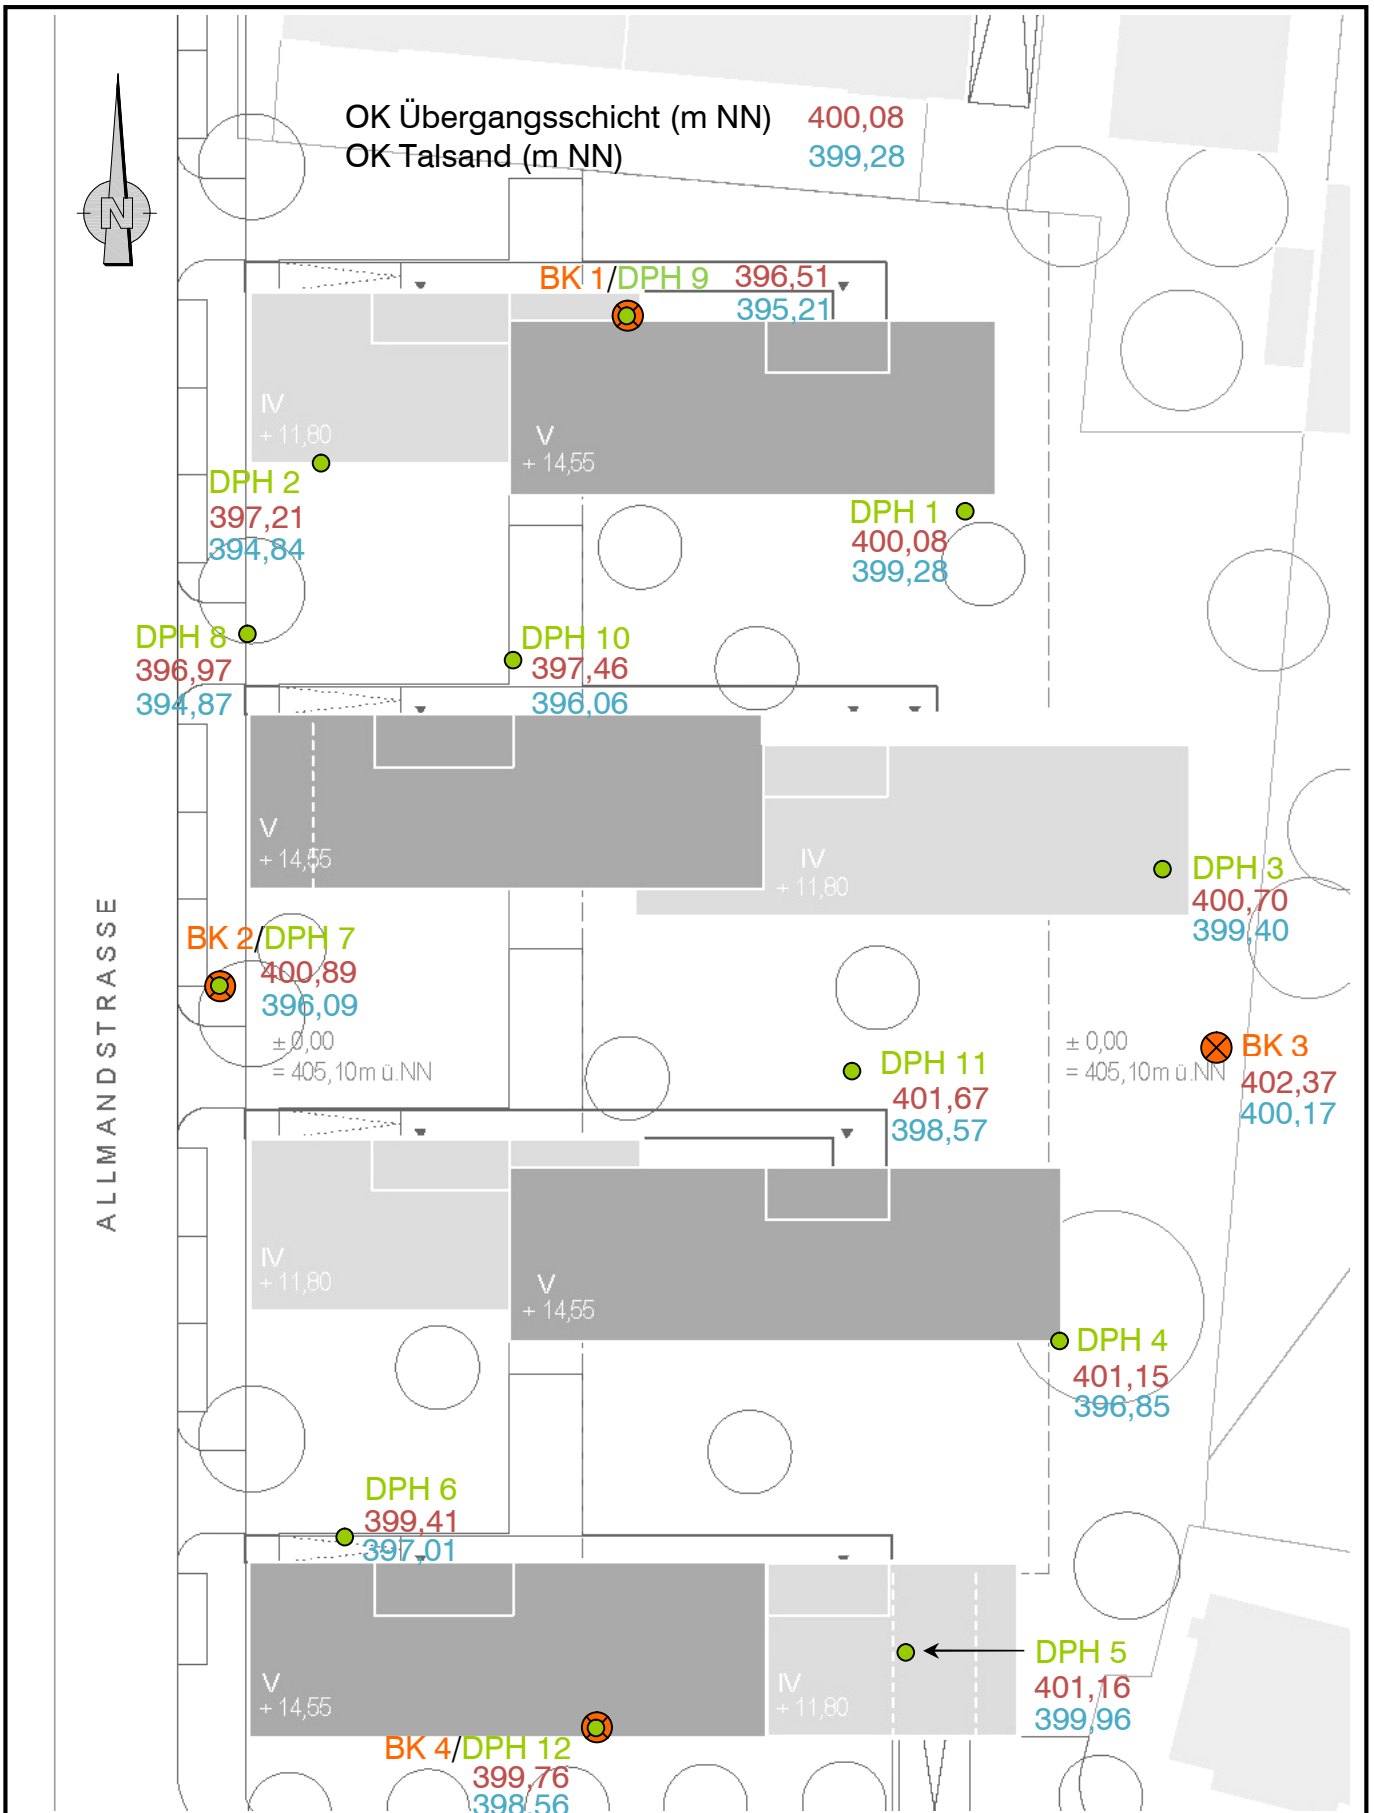 OK Übergangsschicht (m NN) 400,08
OK Talsand (m NN) 399,28
N
BK 1/DPH 9 396,51
395,21
IV
+ 11,80
V
+ 14,55
DPH 2
397,21
394,84
DPH 1
400,08
399,28
DPH 8
396,97
394,87
DPH 10
397,46
396,06
V
+ 14,55
IV
+ 11,80
DPH 3
400,70
399,40
ALLMANDSTRASSE
BK 2/DPH 7
400,89
396,09
± 0,00
= 405,10m ü.NN
DPH 11
401,67
398,57
± 0,00
= 405,10m ü.NN
BK 3
402,37
400,17
IV
+ 11,80
V
+ 14,55
DPH 4
401,15
396,85
DPH 6
399,41
397,01
V
+ 14,55
IV
+ 11,80
DPH 5
401,16
399,96
BK 4/DPH 12
399,76
398,56